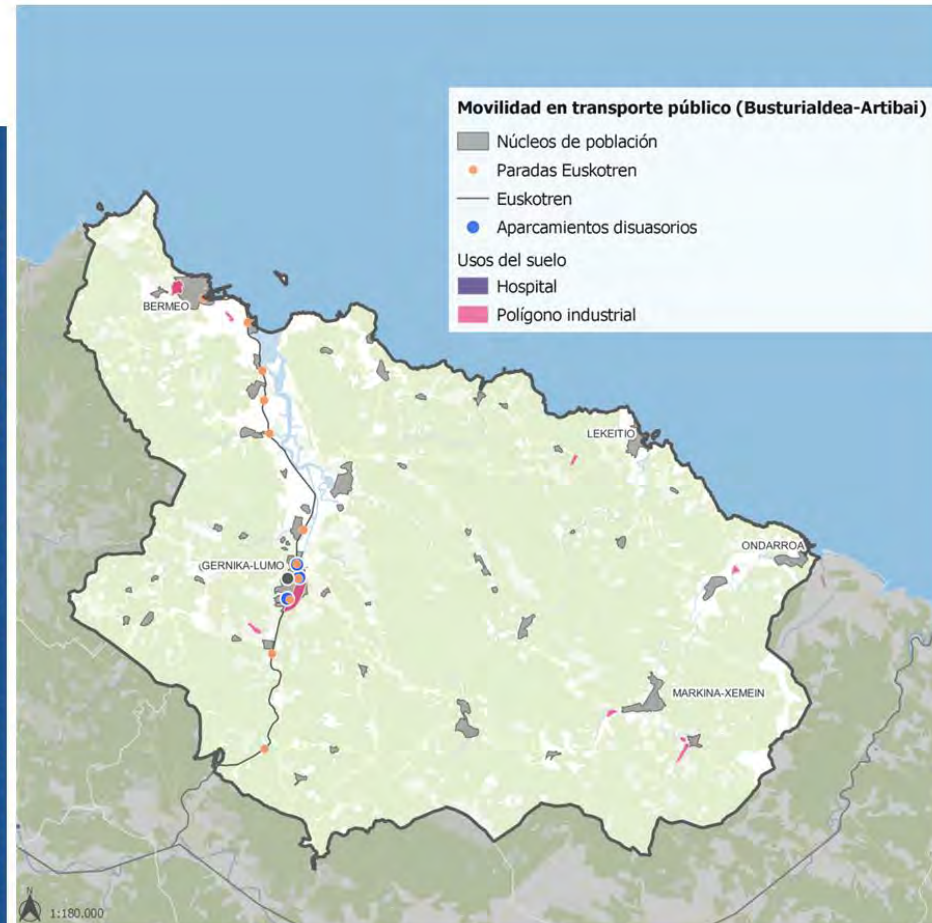 Movilidad en transporte público (Busturialdea-Artibai)
Núcleos de población
Paradas Euskotren
Euskotren
Aparcamientos disuasorios
Usos del suelo
Hospital
Polígono industrial
BERMEO
LEKEITIO
ONDARROA
GERNIKA-LUMO
MARKINA-XEMEIN
N
1:180.000